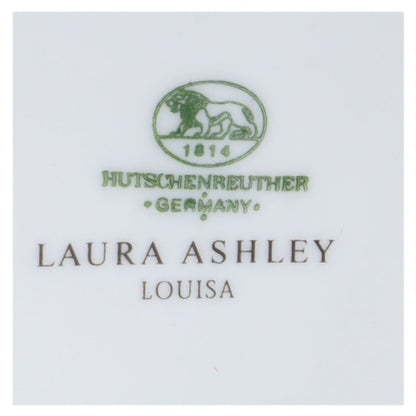 1814
HUTSCHENREUTHER
· GERMANY ·
LAURA ASHLEY
LOUISA